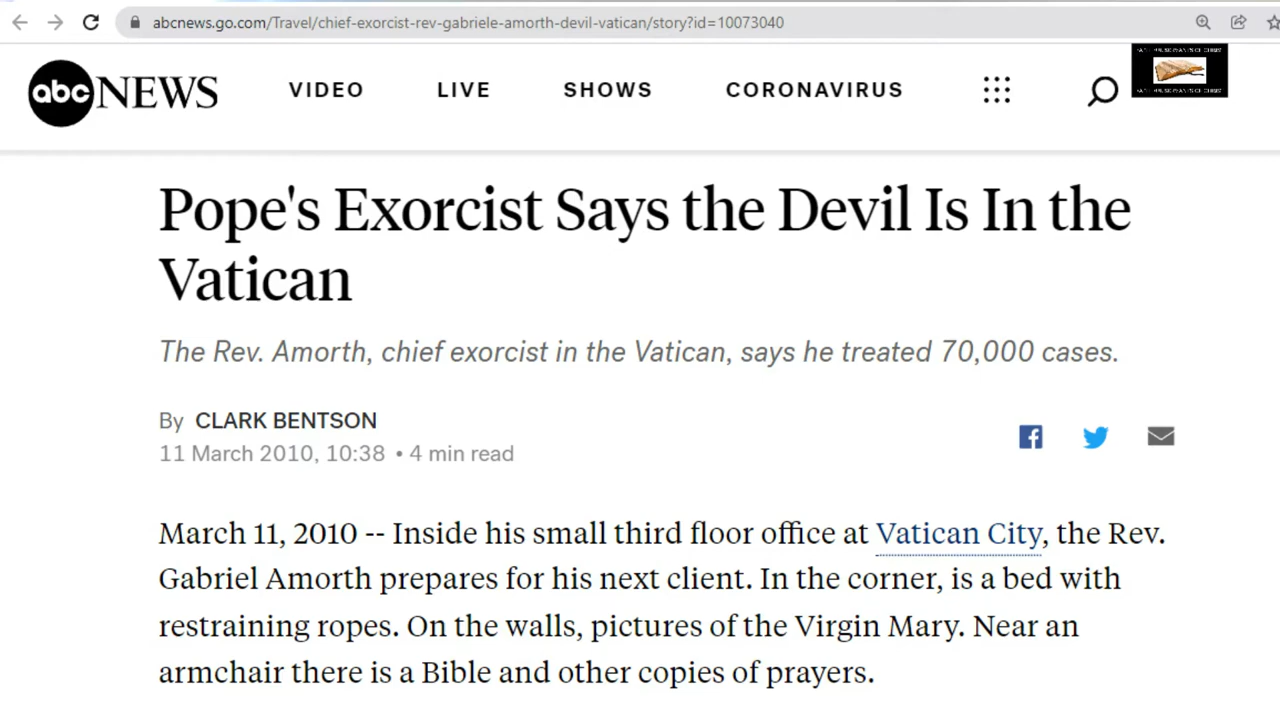 abcnews.go.com/Travel/chief-exorcist-rev-gabriele-amorth-devil-vatican/story?id=10073040
abc NEWS
VIDEO
LIVE
SHOWS
CORONAVIRUS
Pope's Exorcist Says the Devil Is In the
Vatican
The Rev. Amorth, chief exorcist in the Vatican, says he treated 70,000 cases.
By CLARK BENTSON
11 March 2010, 10:38 • 4 min read
March 11, 2010 -- Inside his small third floor office at Vatican City, the Rev.
Gabriel Amorth prepares for his next client. In the corner, is a bed with
restraining ropes. On the walls, pictures of the Virgin Mary. Near an
armchair there is a Bible and other copies of prayers.